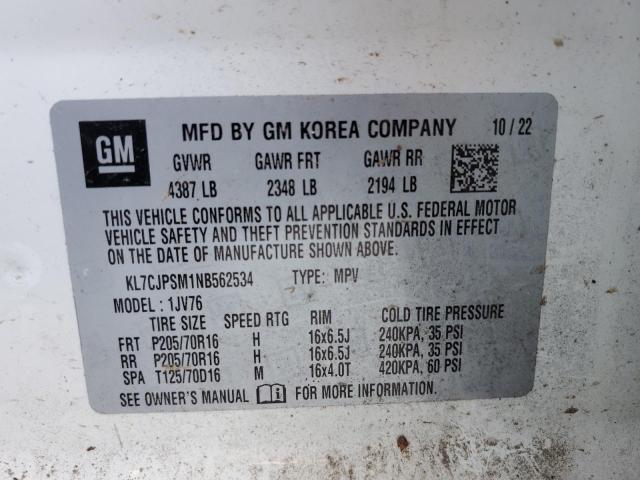 GM MFD BY GM KOREA COMPANY 10 / 22
GVWR GAWR FRT GAWR RR
4387 LB 2348 LB 2194 LB
THIS VEHICLE CONFORMS TO ALL APPLICABLE U.S. FEDERAL MOTOR
VEHICLE SAFETY AND THEFT PREVENTION STANDARDS IN EFFECT
ON THE DATE OF MANUFACTURE SHOWN ABOVE.
KL7CJPSM1NB562534 TYPE: MPV
MODEL : 1JV76
TIRE SIZE SPEED RTG RIM COLD TIRE PRESSURE
FRT P205/70R16 H 16x6.5J 240KPA, 35 PSI
RR P205/70R16 H 16x6.5J 240KPA, 35 PSI
SPA T125/70D16 M 16x4.0T 420KPA, 60 PSI
SEE OWNER'S MANUAL FOR MORE INFORMATION.